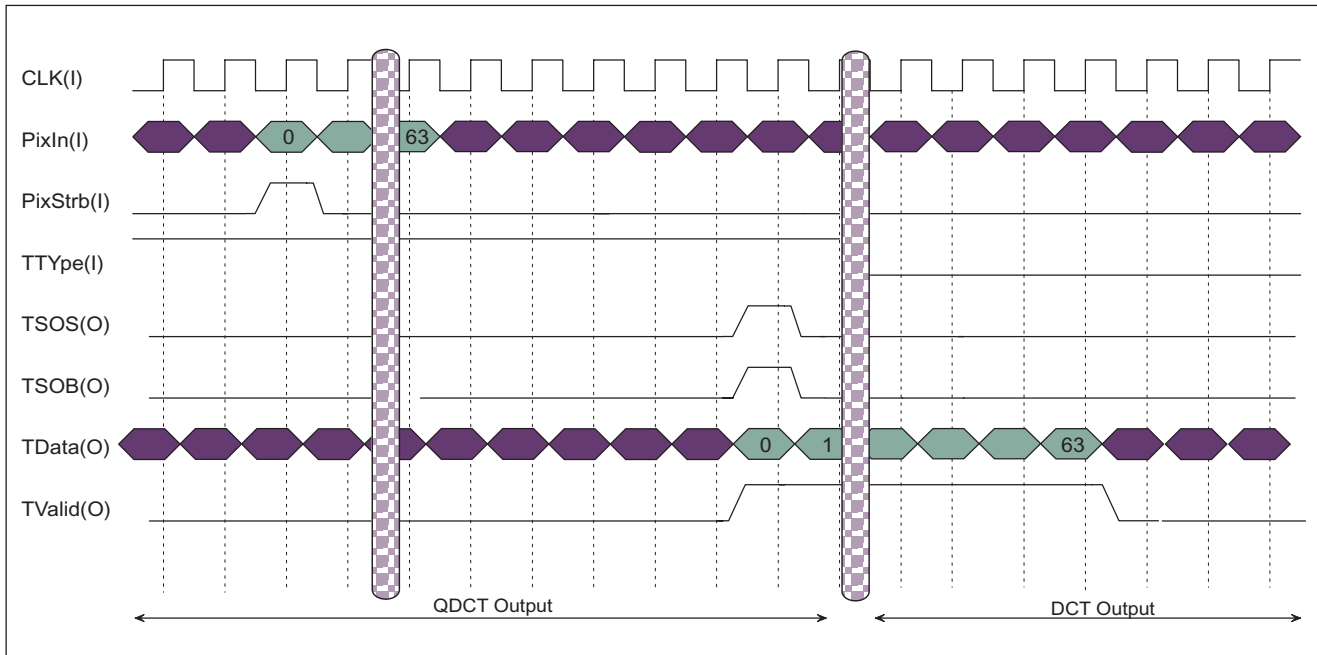 CLK(I)
PixIn(I)
0
63
PixStrb(I)
TTYpe(I)
TSOS(O)
TSOB(O)
TData(O)
0
1
63
TValid(O)
QDCT Output
DCT Output